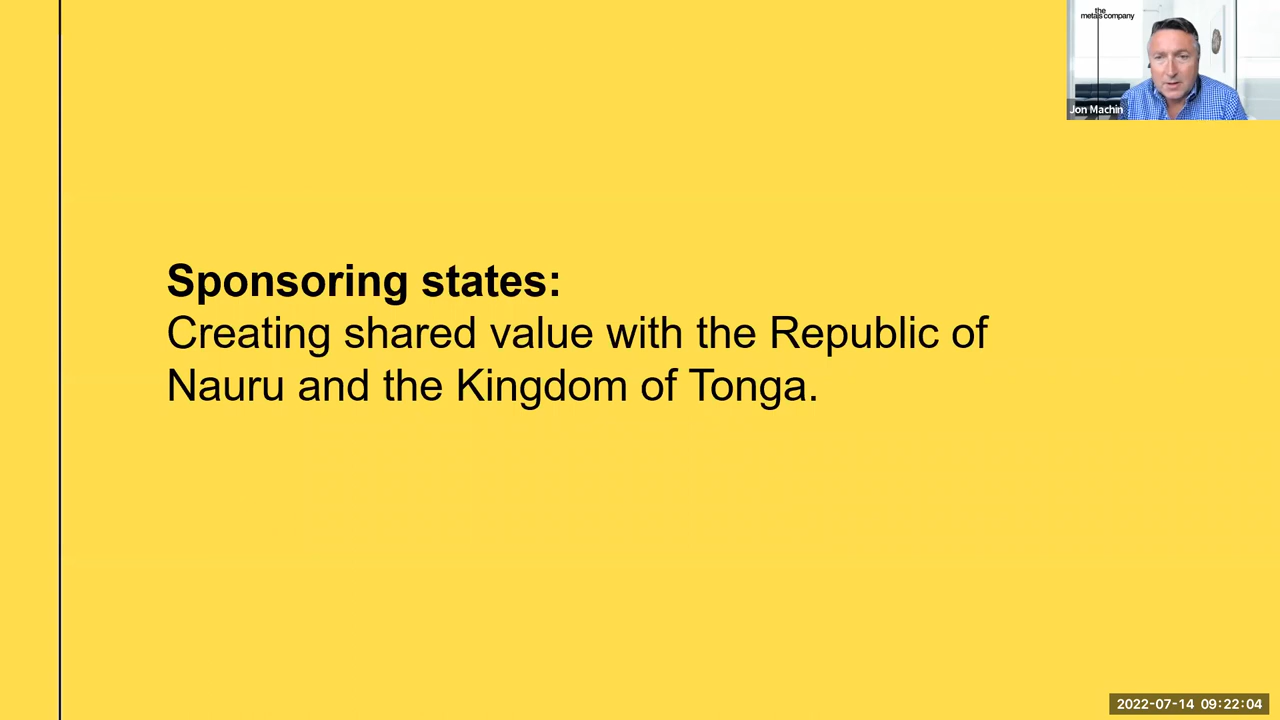 the
metals company
Jon Machin
Sponsoring states:
Creating shared value with the Republic of
Nauru and the Kingdom of Tonga.
2022-07-14 09:22:04